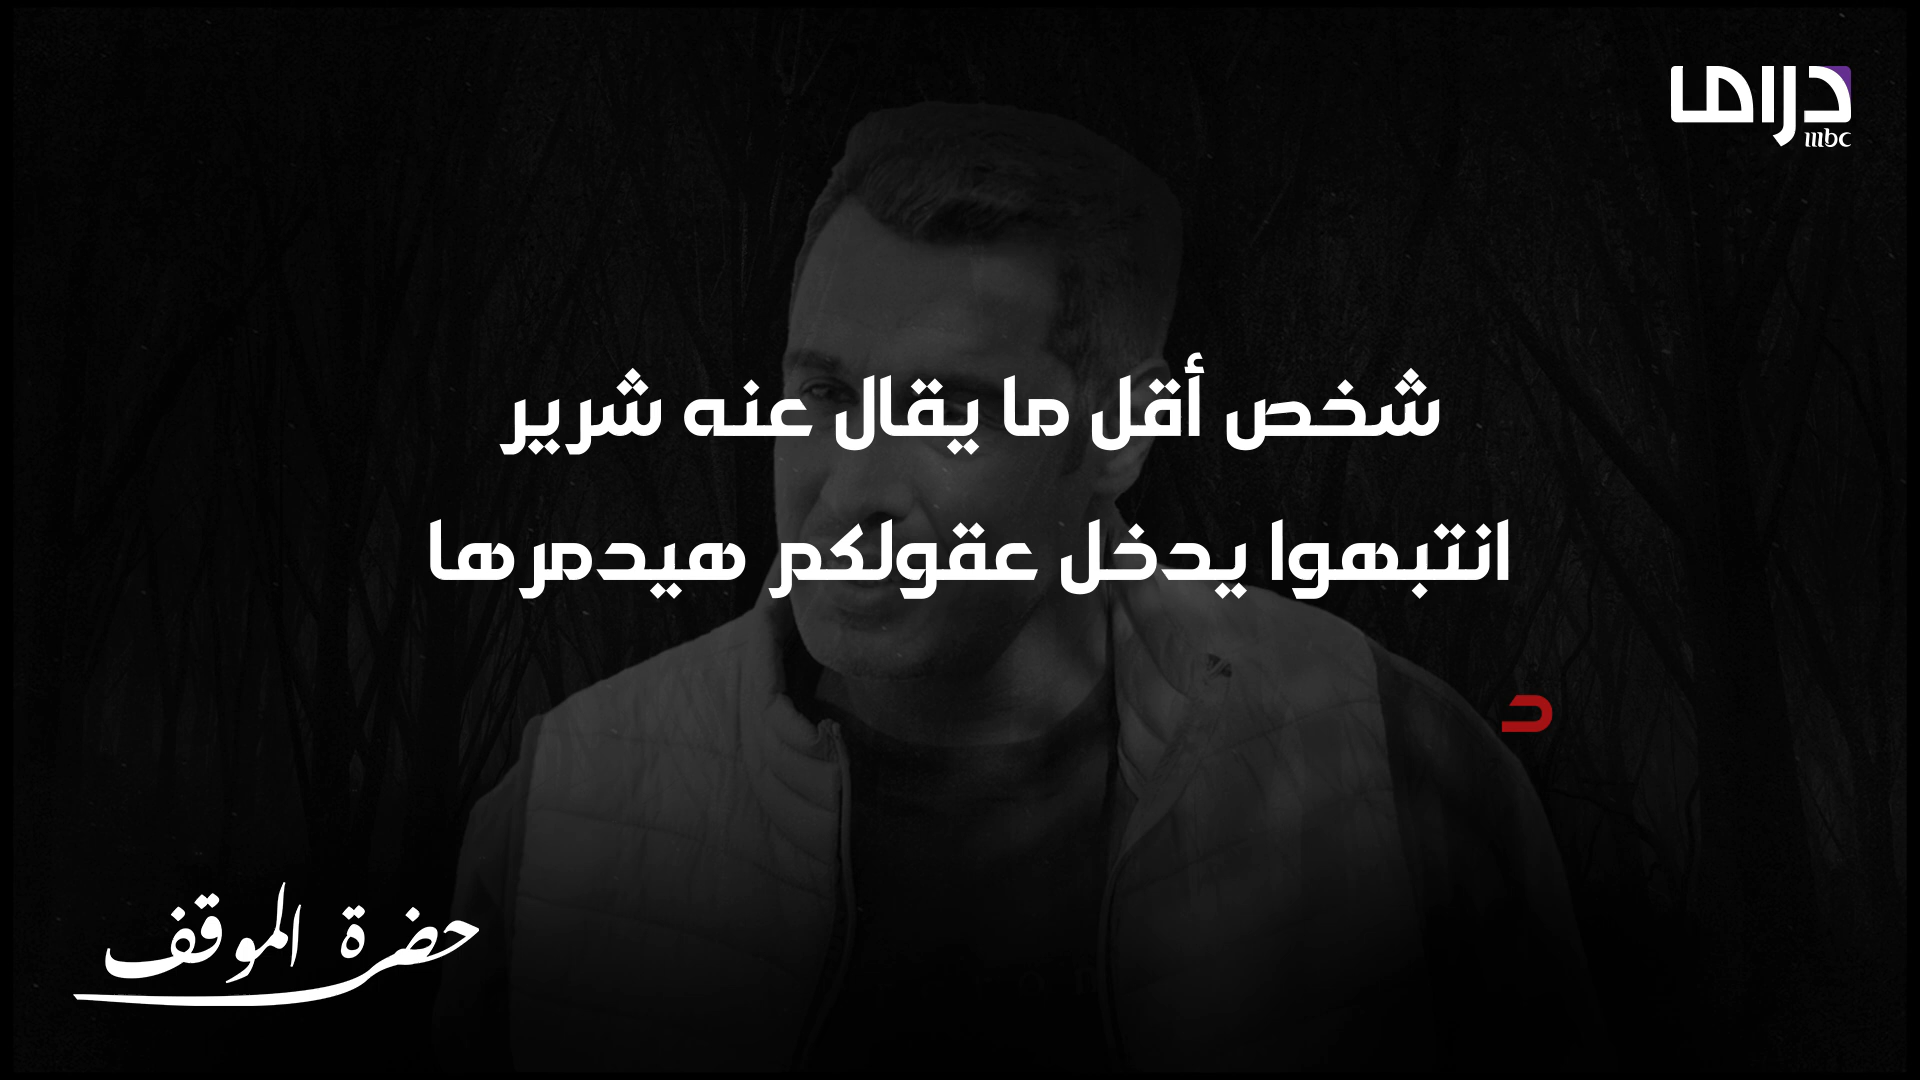 دراما
mbc
شخص أقل ما يقال عنه شرير
انتبهوا يدخل عقولكم هيدمرها
د
حضرة الموقف